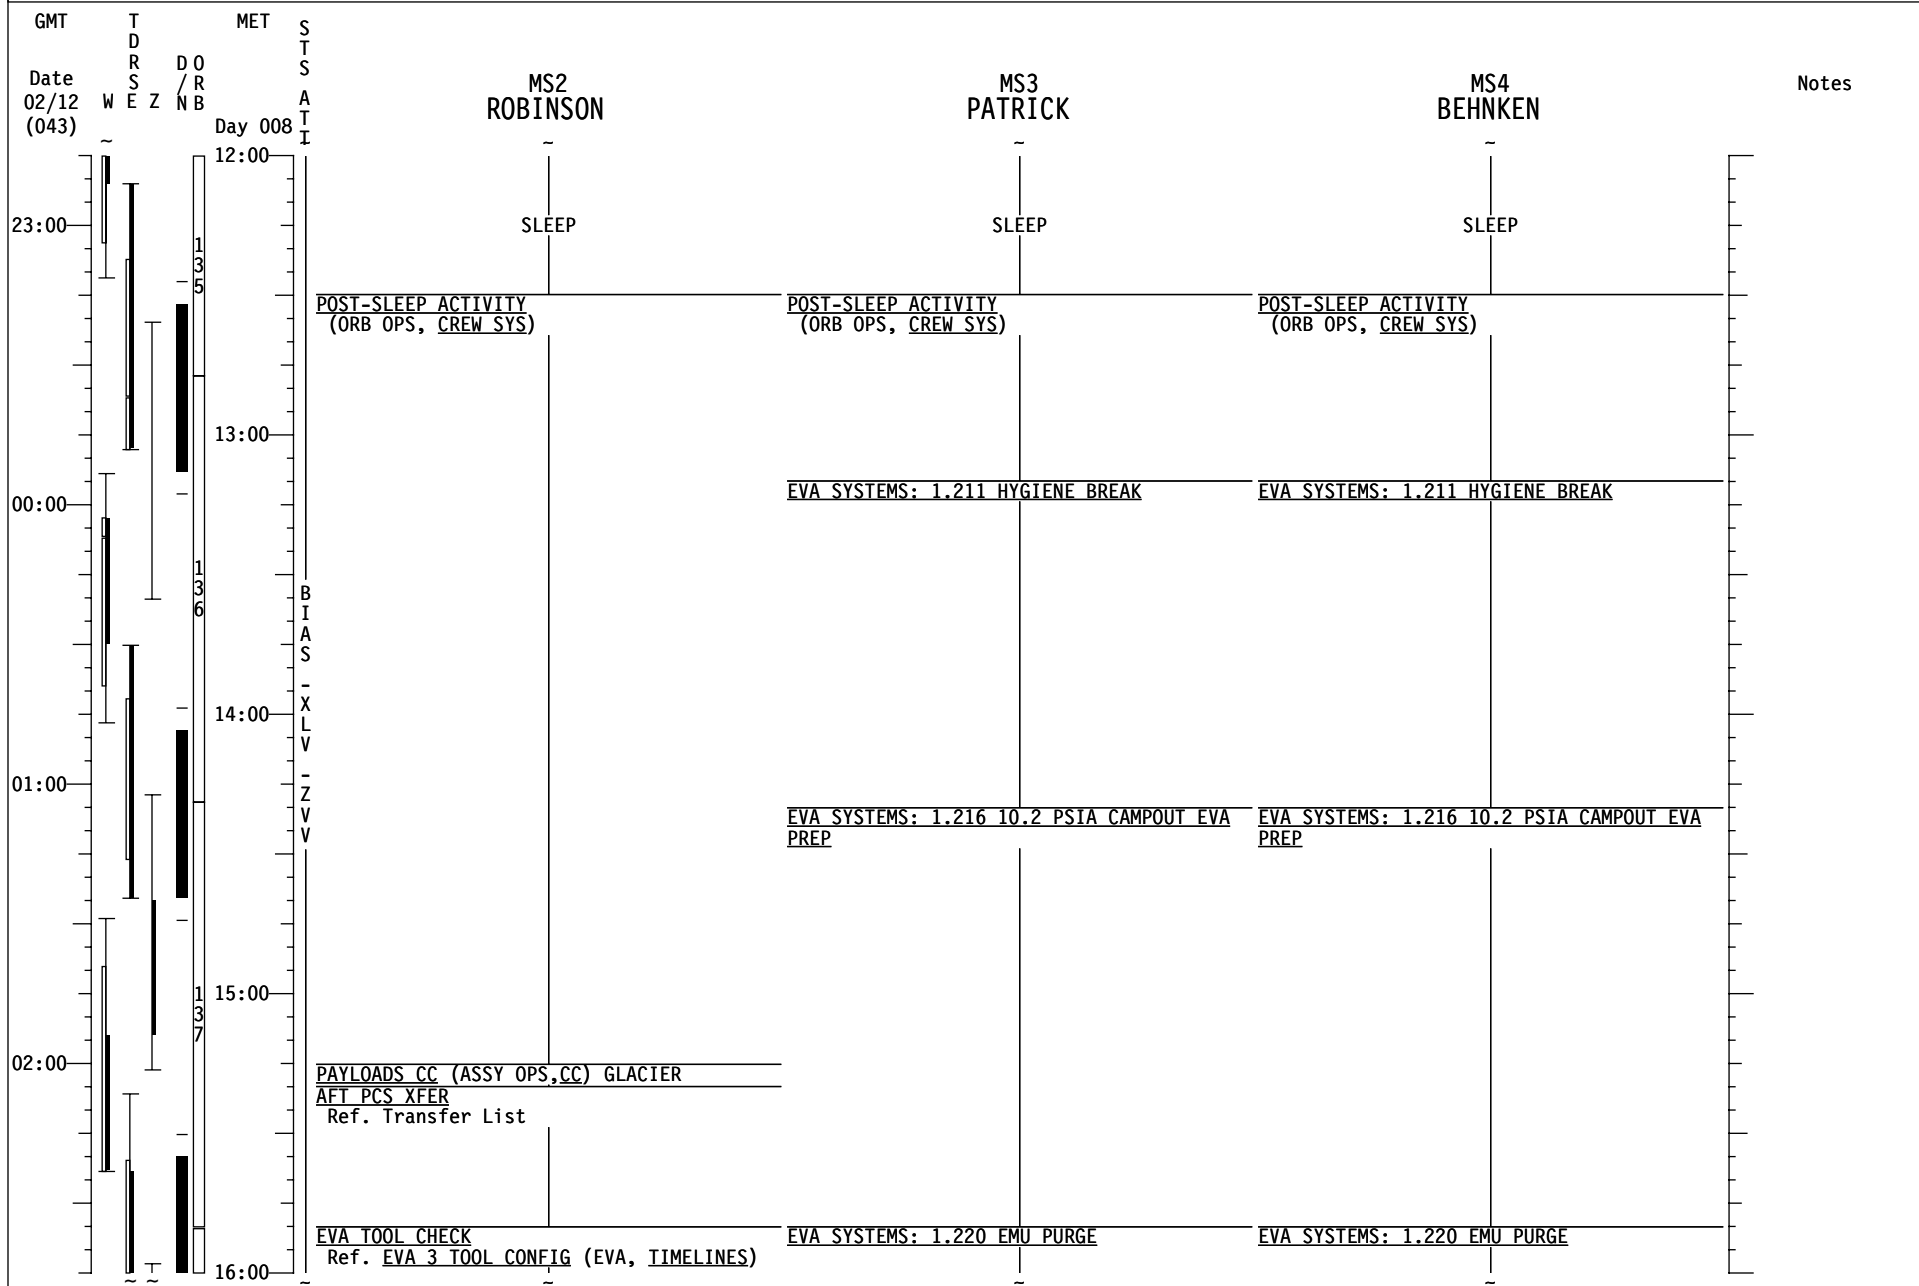 GMT
TDRS
MET
STS ATT
Date
02/12
(043)
W E Z
D/N
ORB
Day 008
MS2
ROBINSON
MS3
PATRICK
MS4
BEHNKEN
Notes
~ ~ ~ ~
12:00
23:00
SLEEP SLEEP SLEEP
135
POST-SLEEP ACTIVITY
(ORB OPS, CREW SYS)
POST-SLEEP ACTIVITY
(ORB OPS, CREW SYS)
POST-SLEEP ACTIVITY
(ORB OPS, CREW SYS)
13:00
EVA SYSTEMS: 1.211 HYGIENE BREAK
EVA SYSTEMS: 1.211 HYGIENE BREAK
00:00
136
BIAS -XLV -ZVV
14:00
01:00
EVA SYSTEMS: 1.216 10.2 PSIA CAMPOUT EVA
PREP
EVA SYSTEMS: 1.216 10.2 PSIA CAMPOUT EVA
PREP
137
15:00
02:00
PAYLOADS CC (ASSY OPS,CC) GLACIER
AFT PCS XFER
Ref. Transfer List
EVA TOOL CHECK
Ref. EVA 3 TOOL CONFIG (EVA, TIMELINES)
EVA SYSTEMS: 1.220 EMU PURGE
EVA SYSTEMS: 1.220 EMU PURGE
16:00
~ ~ ~ ~ ~ ~